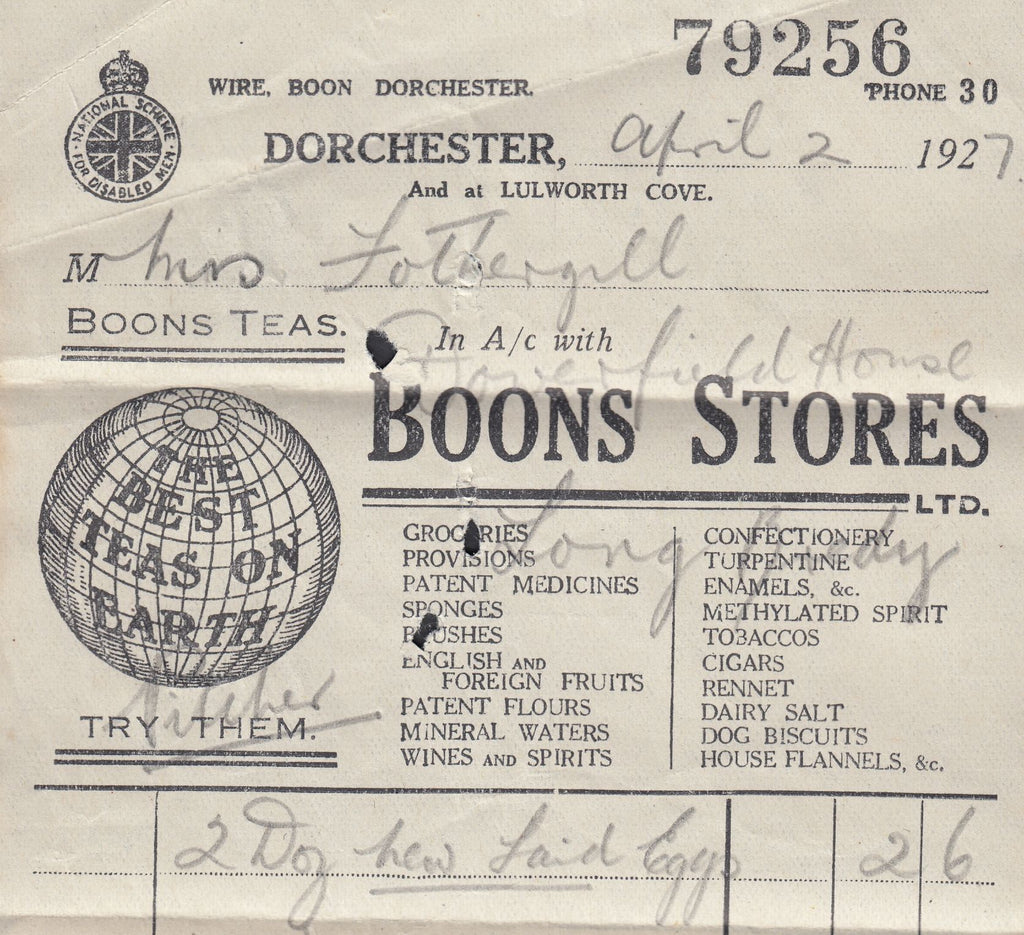 79256
WIRE, BOON DORCHESTER.
PHONE 30
NATIONAL SCHEME
FOR DISABLED MEN
DORCHESTER, April 2 1927.
And at LULWORTH COVE.
M Mrs. Fothergill
BOONS TEAS.
In A/c with
House
BOONS STORES
LTD.
THE
BEST
TEAS ON
EARTH
Long Bredy
GROCERIES
PROVISIONS
PATENT MEDICINES
SPONGES
BRUSHES
ENGLISH AND
FOREIGN FRUITS
PATENT FLOURS
MINERAL WATERS
WINES AND SPIRITS
CONFECTIONERY
TURPENTINE
ENAMELS, &c.
METHYLATED SPIRIT
TOBACCOS
CIGARS
RENNET
DAIRY SALT
DOG BISCUITS
HOUSE FLANNELS, &c.
Pilcher
TRY THEM.
2 Doz new Laid Eggs 2 6